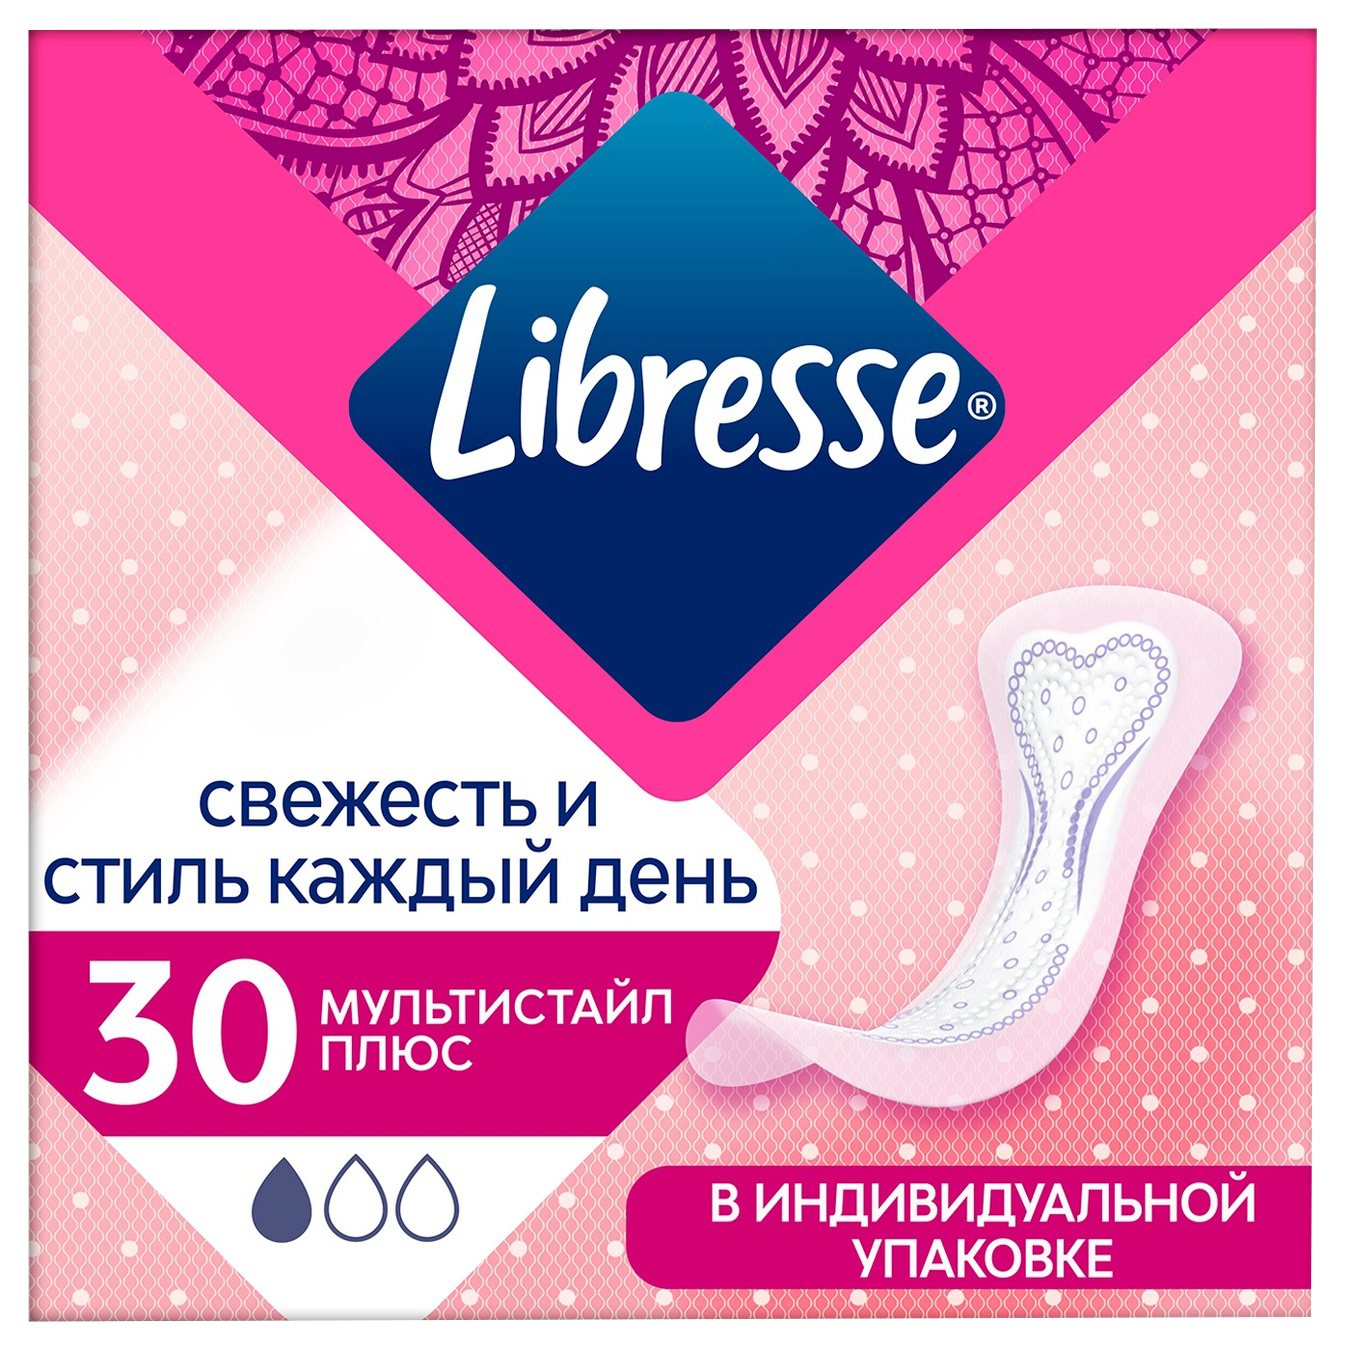 Libresse®
свежесть и
стиль каждый день
30 МУЛЬТИСТАЙЛ
ПЛЮС
В ИНДИВИДУАЛЬНОЙ
УПАКОВКЕ